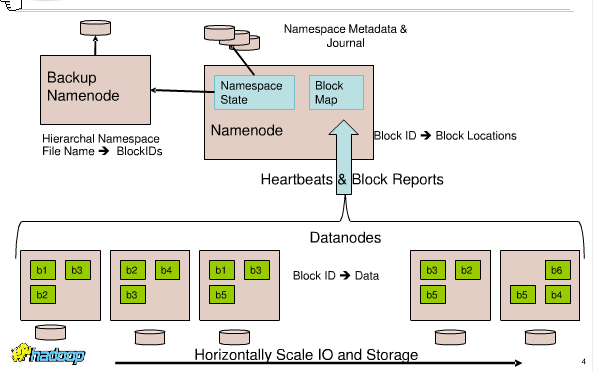 Namespace Metadata &
Journal
Backup
Namenode
Namespace
State
Block
Map
Namenode
Hierarchal Namespace
File Name ➔ BlockIDs
Block ID ➔ Block Locations
Heartbeats & Block Reports
Datanodes
b1 b3
b2
b2 b4
b3
b1 b3
b5
Block ID ➔ Data
b3 b2
b5
b6
b5 b4
hadoop
Horizontally Scale IO and Storage
4